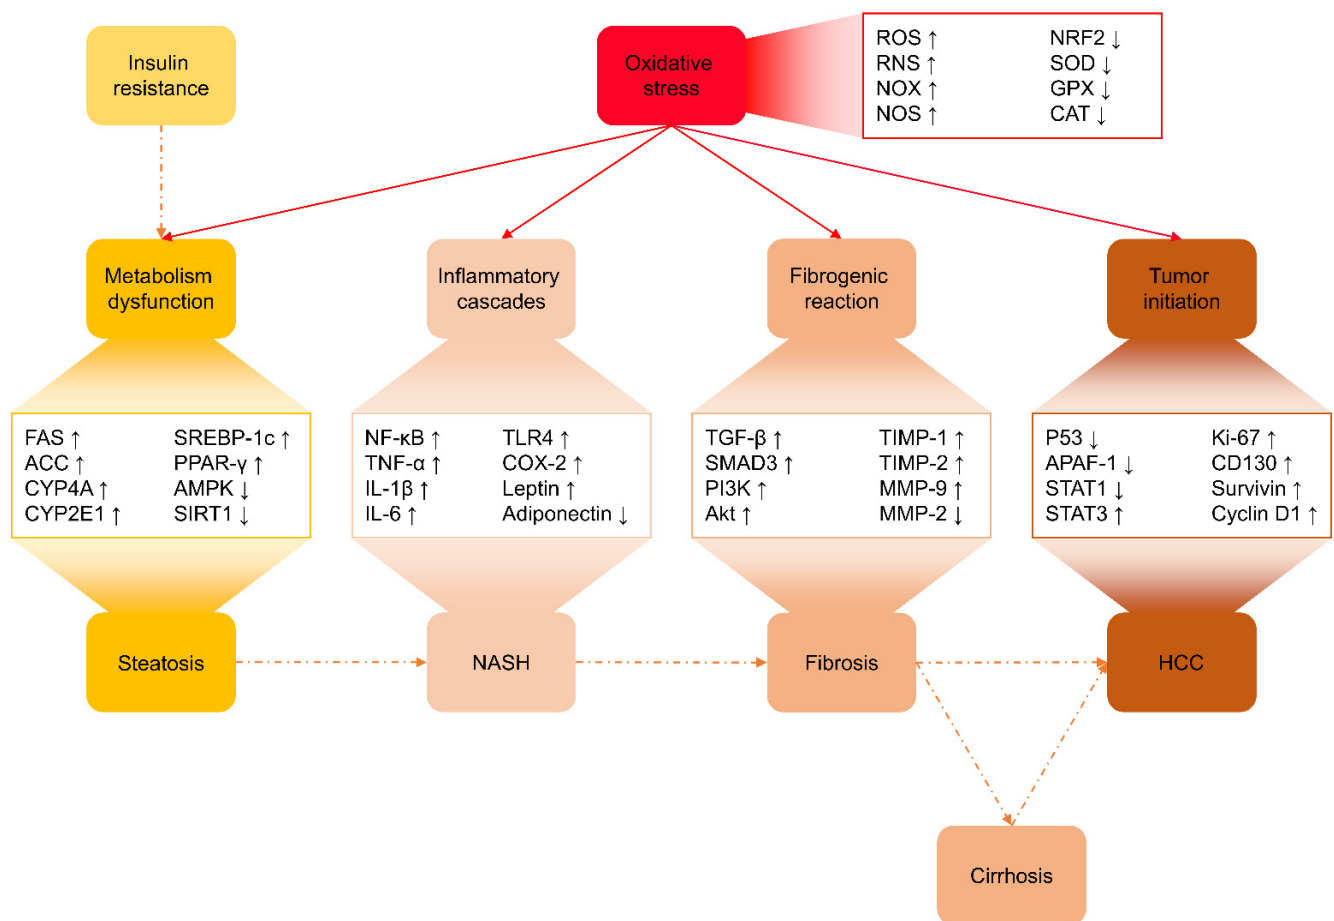 Insulin
resistance
Oxidative
stress
ROS ↑ NRF2 ↓
RNS ↑ SOD ↓
NOX ↑ GPX ↓
NOS ↑ CAT ↓
Metabolism
dysfunction
Inflammatory
cascades
Fibrogenic
reaction
Tumor
initiation
FAS ↑ SREBP-1c ↑
ACC ↑ PPAR-γ ↑
CYP4A ↑ AMPK ↓
CYP2E1 ↑ SIRT1 ↓
NF-κB ↑ TLR4 ↑
TNF-α ↑ COX-2 ↑
IL-1β ↑ Leptin ↑
IL-6 ↑ Adiponectin ↓
TGF-β ↑ TIMP-1 ↑
SMAD3 ↑ TIMP-2 ↑
PI3K ↑ MMP-9 ↑
Akt ↑ MMP-2 ↓
P53 ↓ Ki-67 ↑
APAF-1 ↓ CD130 ↑
STAT1 ↓ Survivin ↑
STAT3 ↑ Cyclin D1 ↑
Steatosis
NASH
Fibrosis
HCC
Cirrhosis